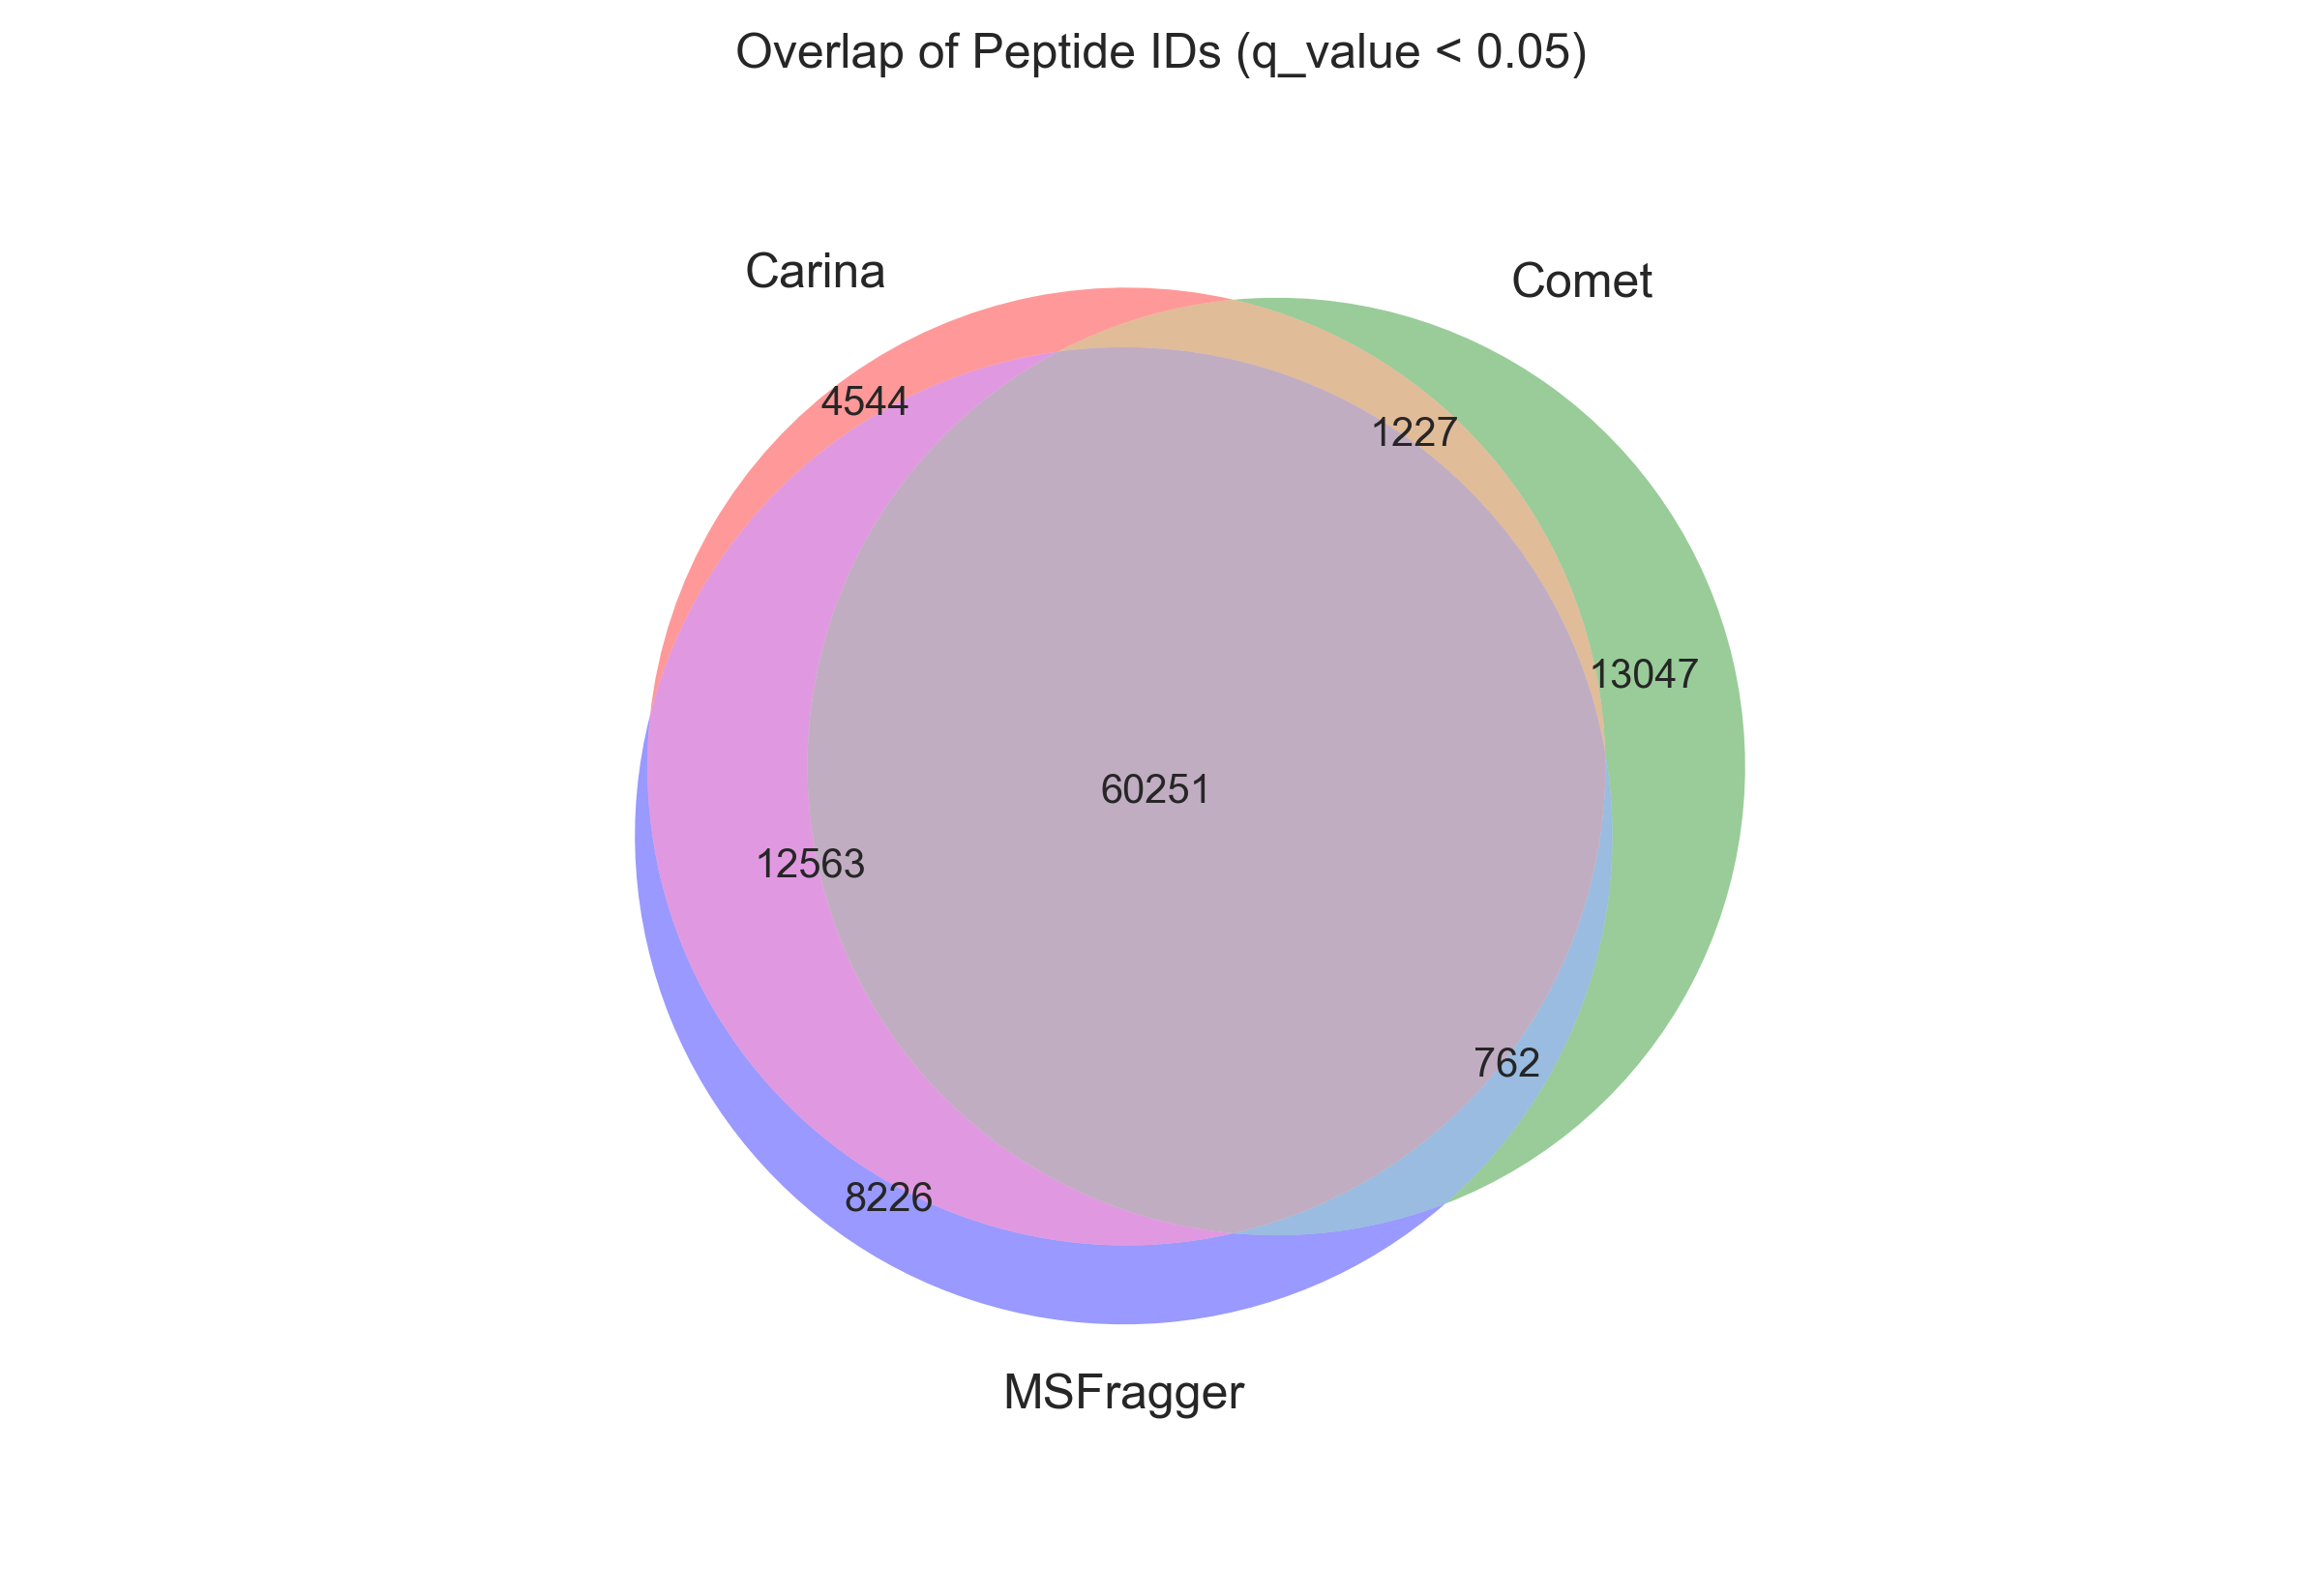 Overlap of Peptide IDs (q_value < 0.05)
Carina
Comet
4544
1227
13047
60251
12563
762
8226
MSFragger